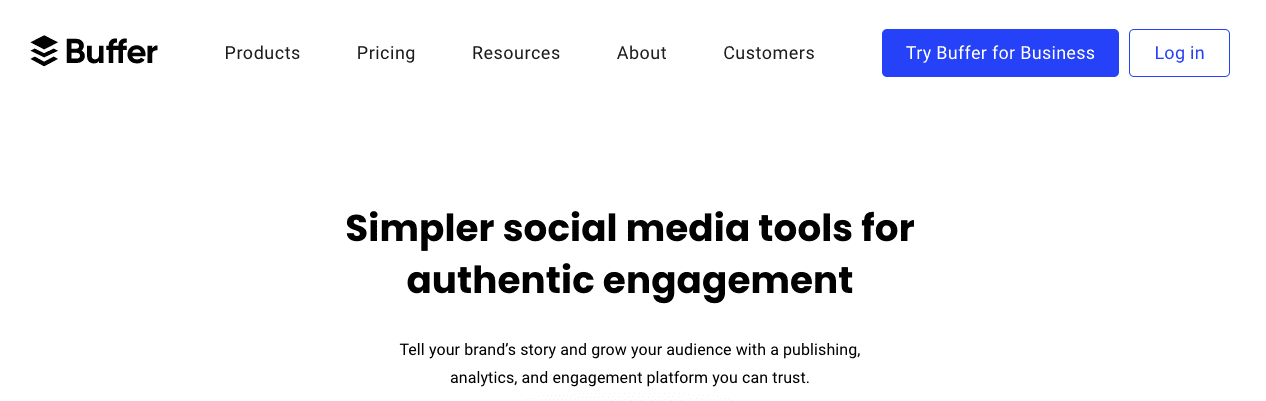 Buffer Products Pricing Resources About Customers Try Buffer for Business Log in
Simpler social media tools for
authentic engagement
Tell your brand’s story and grow your audience with a publishing,
analytics, and engagement platform you can trust.